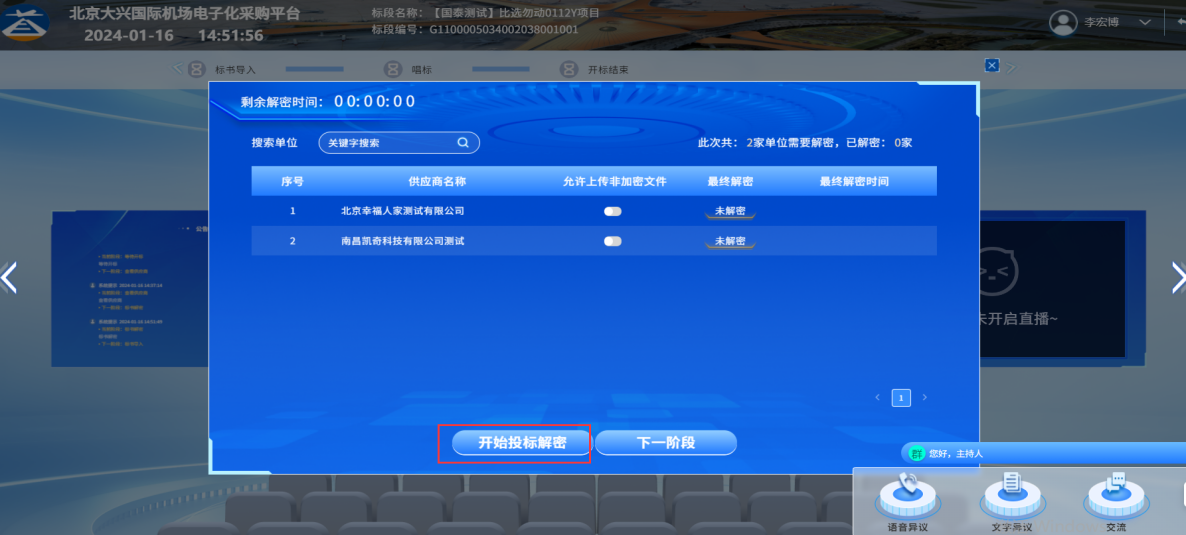 北京大兴国际机场电子化采购平台
2024-01-16 14:51:56
标段名称：【国泰测试】比选勿动0112Y项目
标段编号：G1100005034002038001001
李宏博
标书导入
唱标
开标结束
剩余解密时间： 00:00:00
搜索单位 关键字搜索
此次共： 2家单位需要解密，已解密： 0家
序号 供应商名称 允许上传非加密文件 最终解密 最终解密时间
1 北京幸福人家测试有限公司 未解密
2 南昌凯奇科技有限公司测试 未解密
未开启直播~
1
开始投标解密 下一阶段
群 您好，主持人
语音异议 文字异议 交流